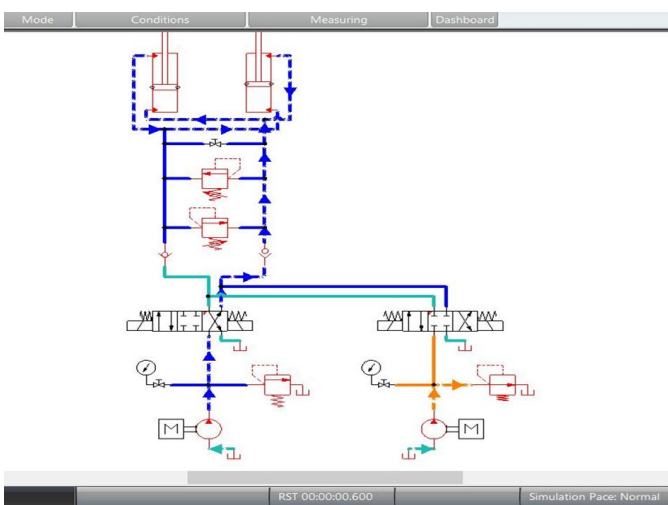 Mode Conditions Measuring Dashboard
M M
RST 00:00:00.600 Simulation Pace: Normal